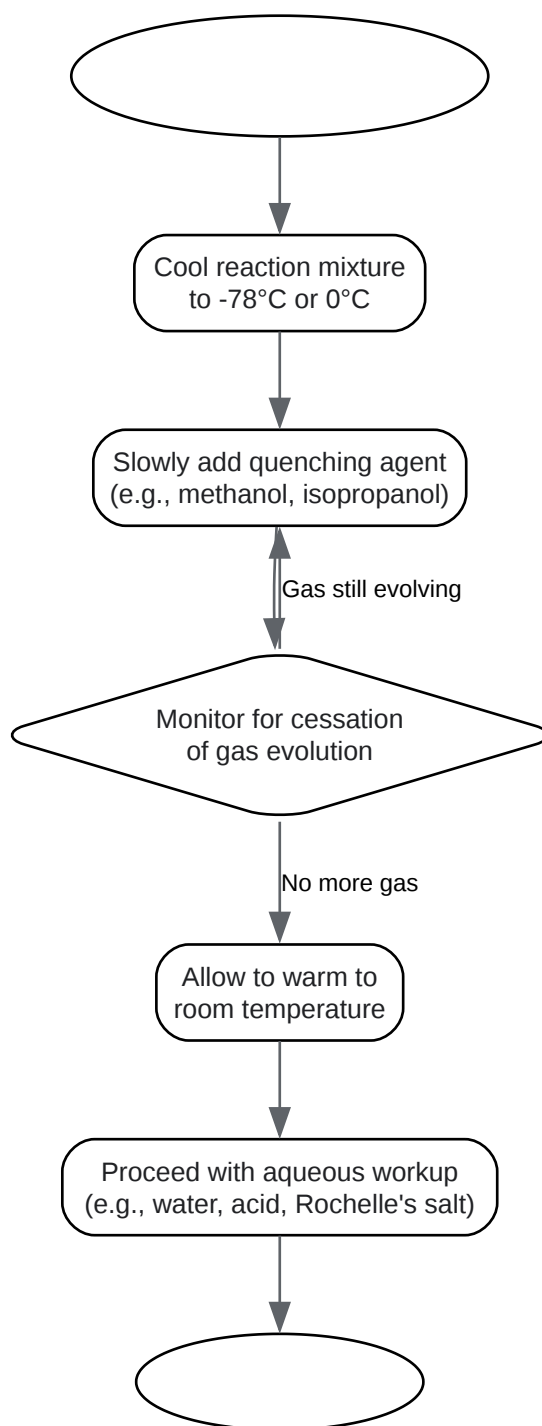 Cool reaction mixture
to -78°C or 0°C
Slowly add quenching agent
(e.g., methanol, isopropanol)
Gas still evolving
Monitor for cessation
of gas evolution
No more gas
Allow to warm to
room temperature
Proceed with aqueous workup
(e.g., water, acid, Rochelle's salt)